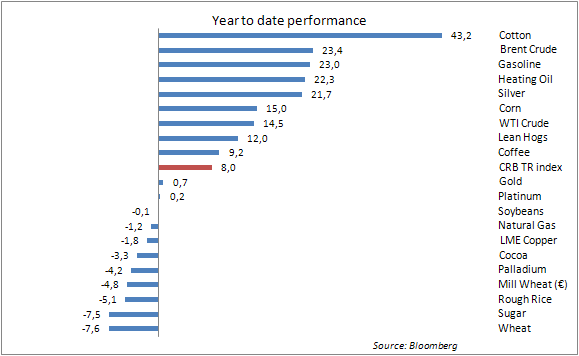 Year to date performance
43,2 Cotton
23,4 Brent Crude
23,0 Gasoline
22,3 Heating Oil
21,7 Silver
15,0 Corn
14,5 WTI Crude
12,0 Lean Hogs
9,2 Coffee
8,0 CRB TR index
0,7 Gold
0,2 Platinum
-0,1 Soybeans
-1,2 Natural Gas
-1,8 LME Copper
-3,3 Cocoa
-4,2 Palladium
-4,8 Mill Wheat (€)
-5,1 Rough Rice
-7,5 Sugar
-7,6 Wheat
Source: Bloomberg